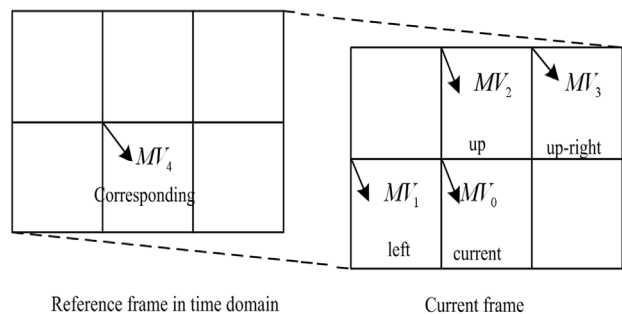 MV₂
MV₃
up
up-right
MV₄
Corresponding
MV₁
MV₀
left
current
Reference frame in time domain
Current frame